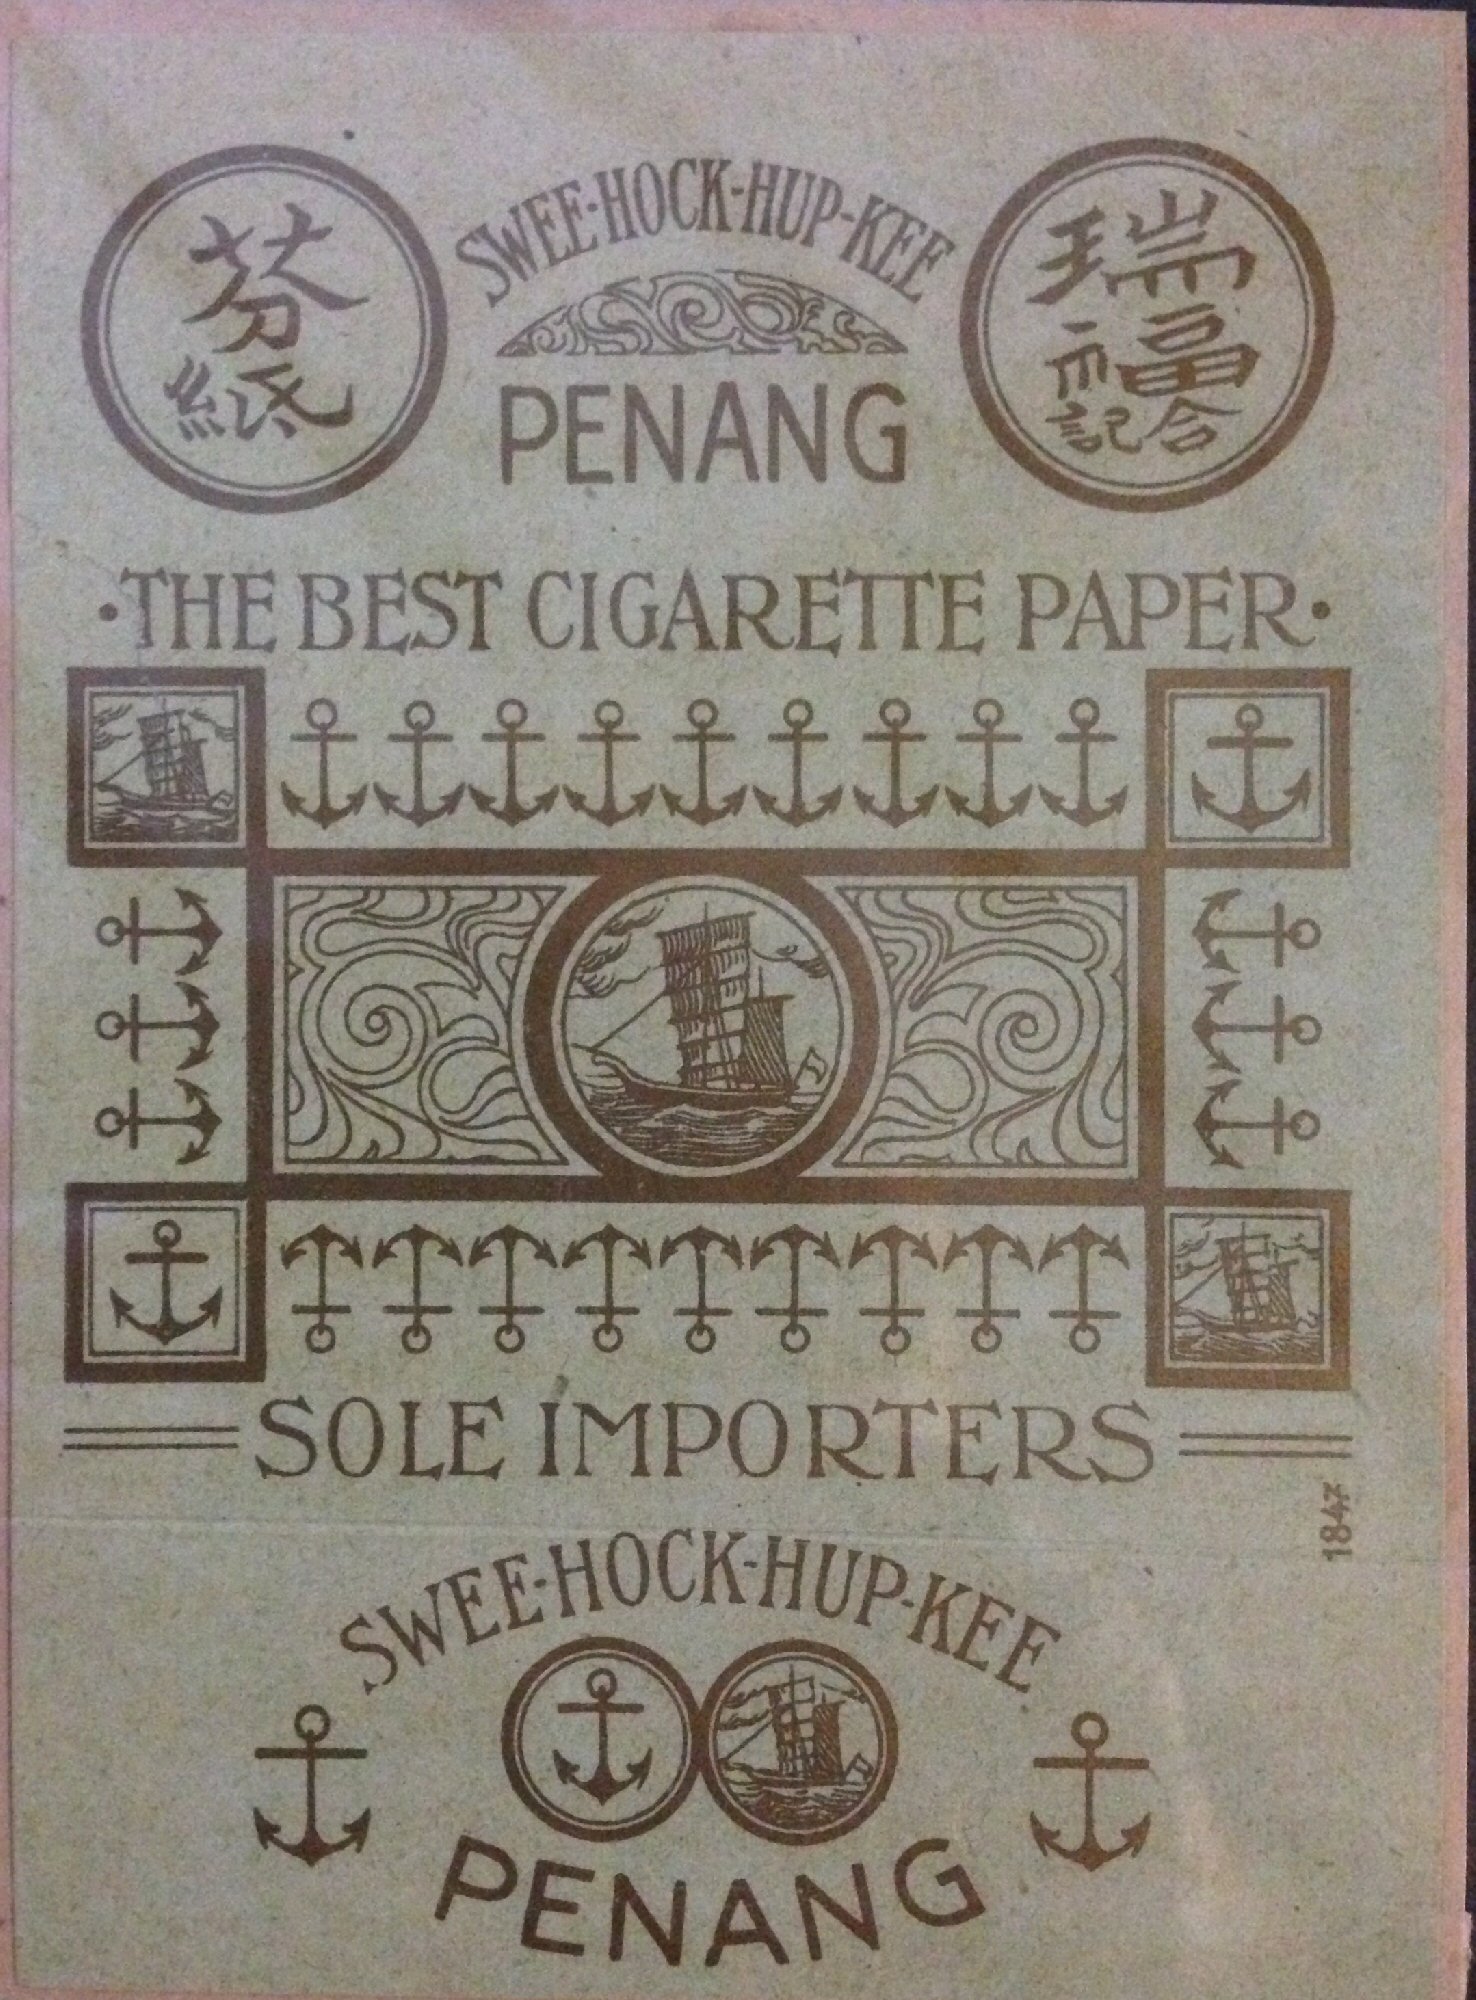 芬紙
SWEE-HOCK-HUP-KEE
PENANG
瑞福合記
·THE BEST CIGARETTE PAPER·
SOLE IMPORTERS
1847
SWEE-HOCK-HUP-KEE
PENANG